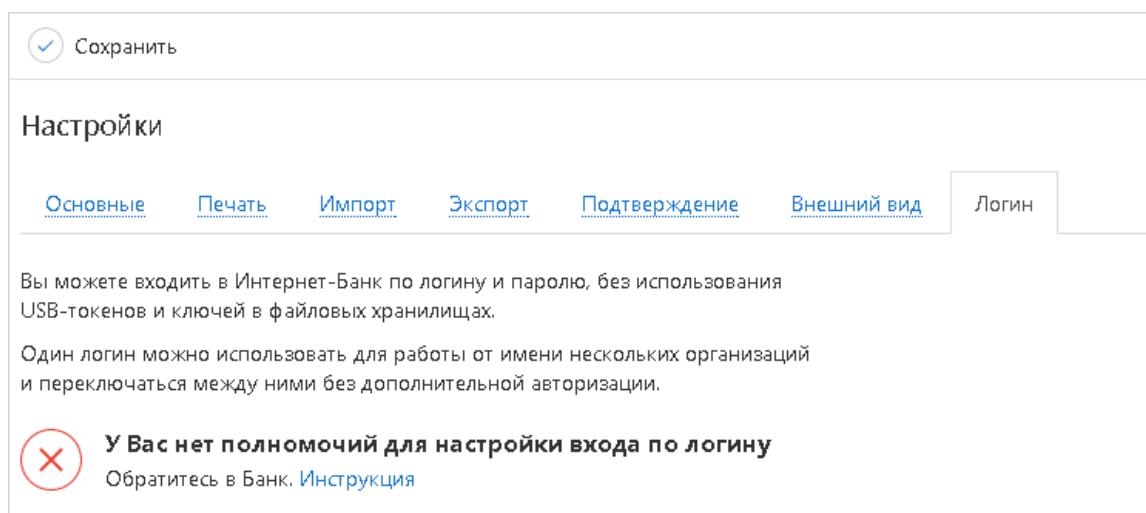 Сохранить
Настройки
Основные Печать Импорт Экспорт Подтверждение Внешний вид Логин
Вы можете входить в Интернет-Банк по логину и паролю, без использования
USB-токенов и ключей в файловых хранилищах.
Один логин можно использовать для работы от имени нескольких организаций
и переключаться между ними без дополнительной авторизации.
У Вас нет полномочий для настройки входа по логину
Обратитесь в Банк. Инструкция